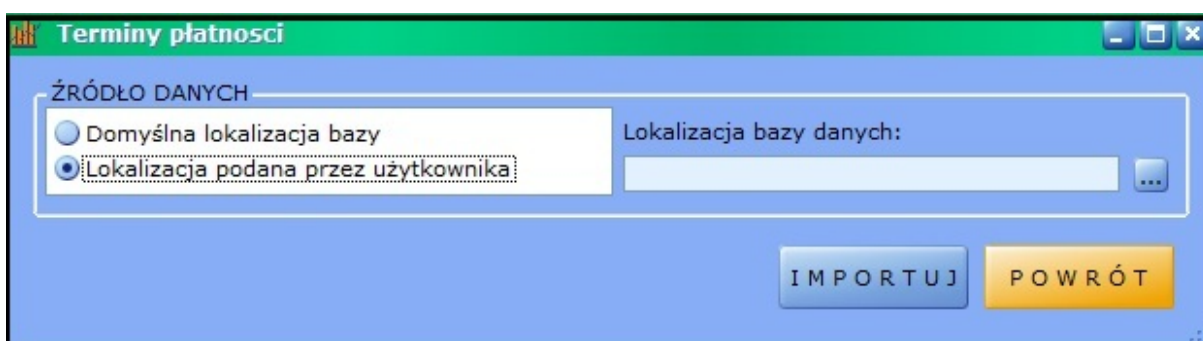 Terminy płatnosci
ŹRÓDŁO DANYCH
Domyślna lokalizacja bazy
Lokalizacja podana przez użytkownika
Lokalizacja bazy danych:
...
IMPORTUJ
POWRÓT